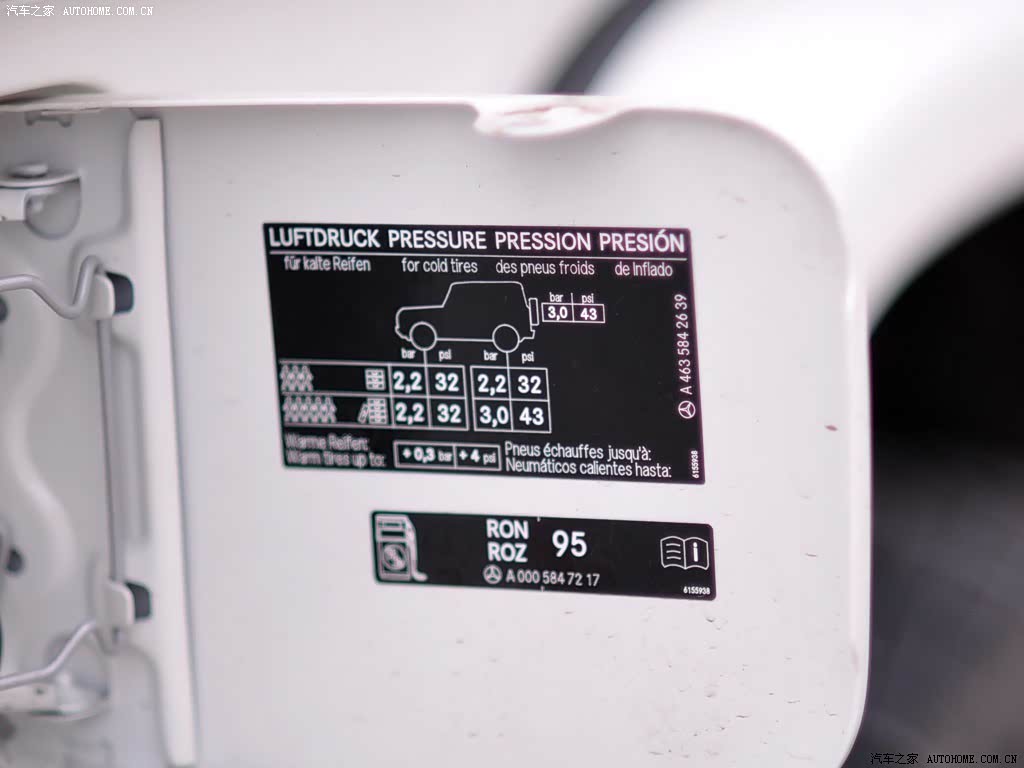 汽车之家 AUTOHOME.COM.CN
LUFTDRUCK PRESSURE PRESSION PRESIÓN
für kalte Reifen for cold tires des pneus froids de Inflado
bar psi
3,0 43
bar psi bar psi
2,2 32 2,2 32
2,2 32 3,0 43
Warme Reifen:
Warm tires up to:
+0,3 bar +4 psi
Pneus échauffes jusqu'à:
Neumáticos calientes hasta:
A 463 584 26 39
6155938
RON
ROZ
95
A 000 584 72 17
6155938
汽车之家 AUTOHOME.COM.CN